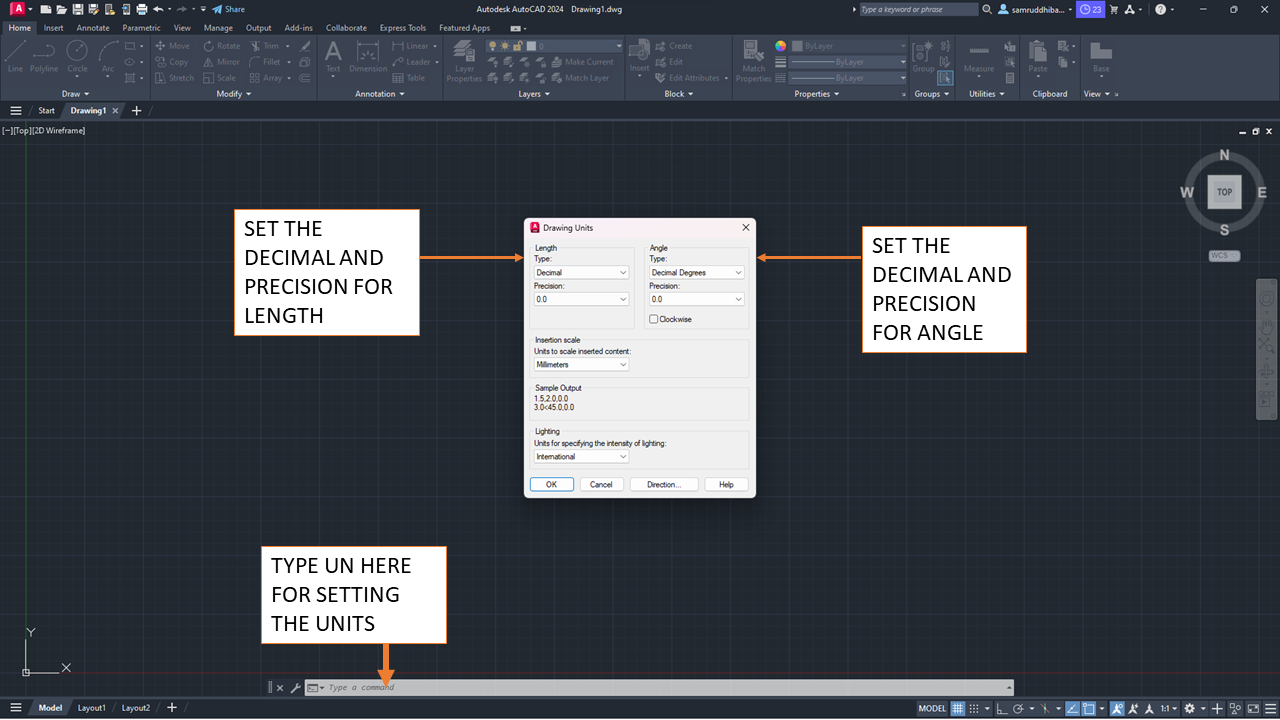 Share
Autodesk AutoCAD 2024 Drawing1.dwg
Type a keyword or phrase
samruddhiba...
23
Home Insert Annotate Parametric View Manage Output Add-ins Collaborate Express Tools Featured Apps
Line Polyline Circle Arc
Move Rotate Trim
Copy Mirror Fillet
Stretch Scale Array
Text Dimension
Linear
Leader
Table
Layer
Properties
0
Make Current
Match Layer
Insert
Create
Edit
Edit Attributes
Match
Properties
ByLayer
ByLayer
ByLayer
Group
Measure
Paste
Base
Draw Modify Annotation Layers Block Properties Groups Utilities Clipboard View
Start Drawing1
[−][Top][2D Wireframe]
N
W TOP E
S
WCS
SET THE
DECIMAL AND
PRECISION FOR
LENGTH
Drawing Units
Length
Type:
Decimal
Precision:
0.0
Angle
Type:
Decimal Degrees
Precision:
0.0
Clockwise
Insertion scale
Units to scale inserted content:
Millimeters
Sample Output
1.5,2.0,0.0
3.0<45.0,0.0
Lighting
Units for specifying the intensity of lighting:
International
OK Cancel Direction... Help
SET THE
DECIMAL AND
PRECISION
FOR ANGLE
TYPE UN HERE
FOR SETTING
THE UNITS
Y
X
Type a command
Model Layout1 Layout2
MODEL
1:1